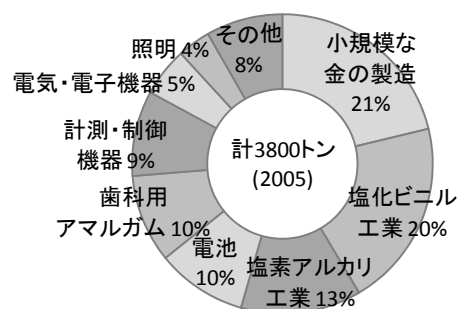 小規模な
金の製造
21%
塩化ビニル
工業 20%
塩素アルカリ
工業 13%
電池
10%
歯科用
アマルガム 10%
計測・制御
機器 9%
電気・電子機器 5%
照明 4%
その他
8%
計3800トン
(2005)